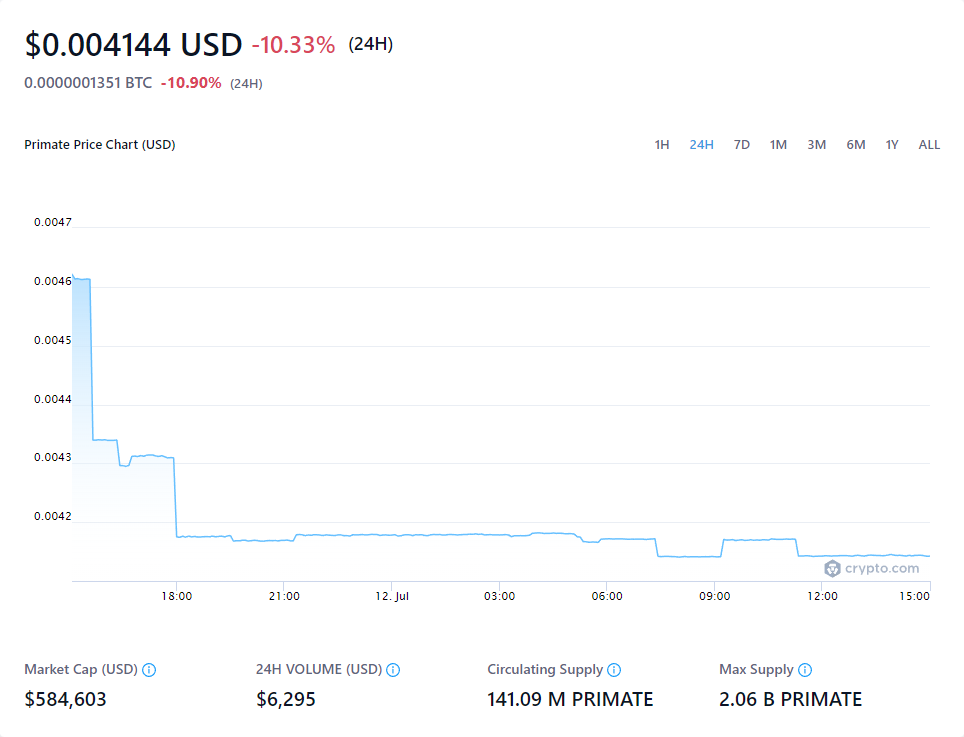 $0.004144 USD -10.33% (24H)
0.0000001351 BTC -10.90% (24H)
Primate Price Chart (USD) 1H 24H 7D 1M 3M 6M 1Y ALL
0.0047
0.0046
0.0045
0.0044
0.0043
0.0042
crypto.com
18:00 21:00 12. Jul 03:00 06:00 09:00 12:00 15:00
Market Cap (USD) 24H VOLUME (USD) Circulating Supply Max Supply
$584,603 $6,295 141.09 M PRIMATE 2.06 B PRIMATE